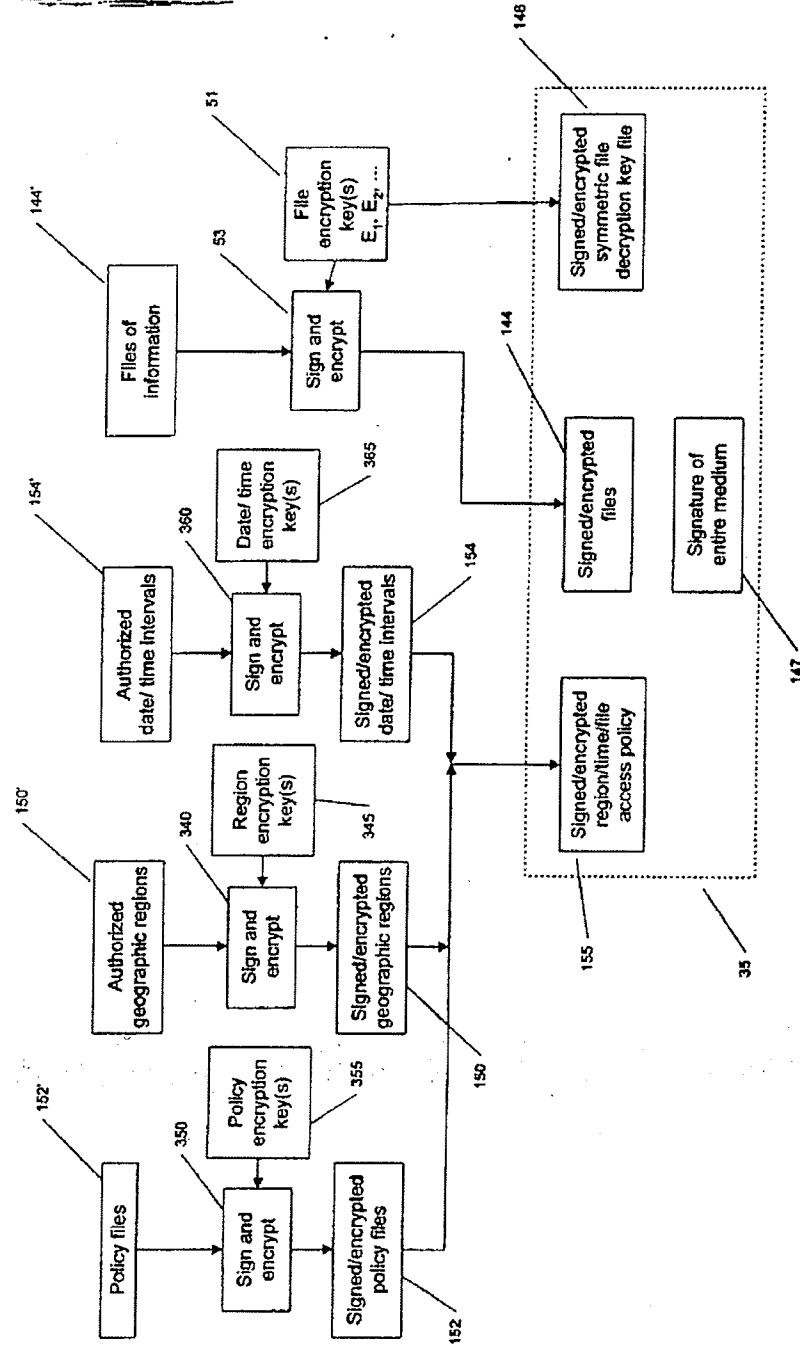 152'
Policy files
350
Sign and
encrypt
Policy
encryption
key(s)
355
Signed/encrypted
policy files
152
150'
Authorized
geographic regions
340
Sign and
encrypt
Region
encryption
key(s)
345
Signed/encrypted
geographic regions
150
154'
Authorized
date/ time intervals
360
Sign and
encrypt
Date/ time
encryption
key(s)
365
Signed/encrypted
date/ time intervals
154
144'
Files of
information
53
Sign and
encrypt
51
File
encryption
key(s)
E₁, E₂, ...
155
Signed/encrypted
region/time/file
access policy
144
Signed/encrypted
files
148
Signed/encrypted
symmetric file
decryption key file
Signature of
entire medium
147
35